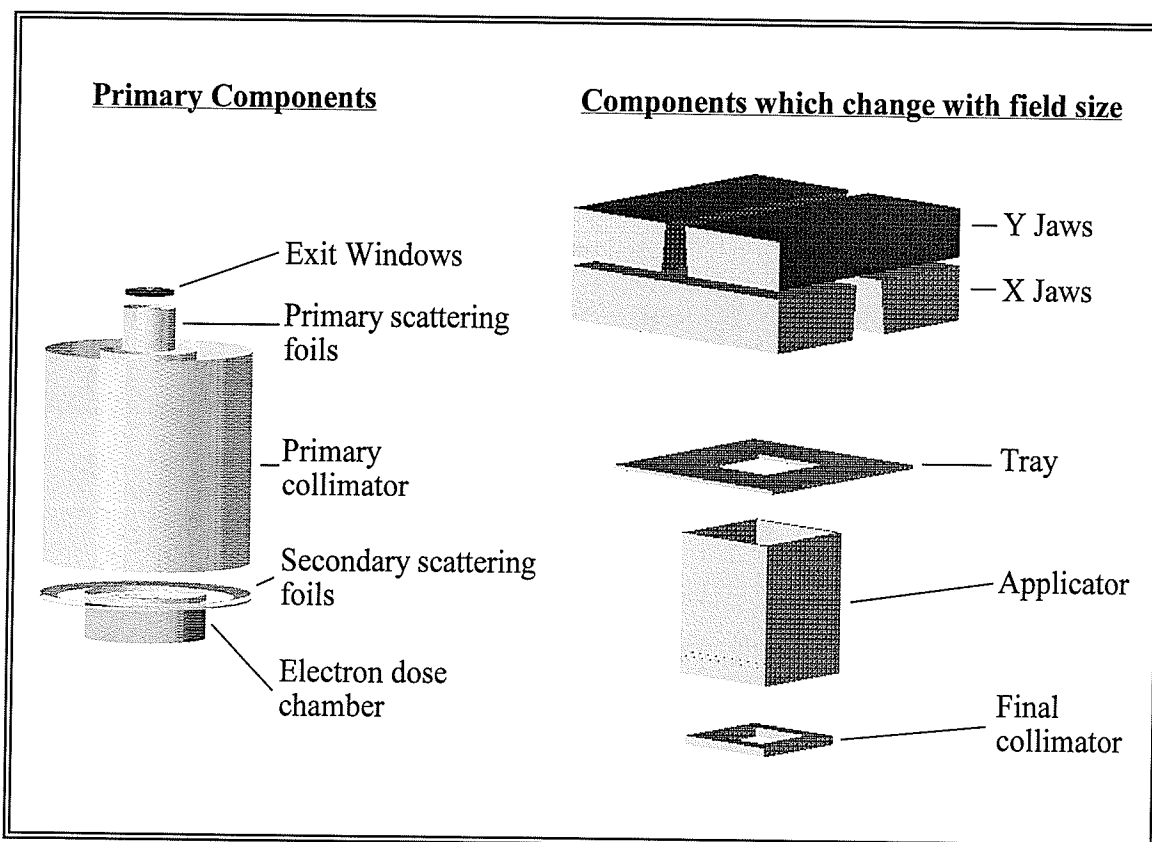 Primary Components
Exit Windows
Primary scattering
foils
Primary
collimator
Secondary scattering
foils
Electron dose
chamber
Components which change with field size
Y Jaws
X Jaws
Tray
Applicator
Final
collimator